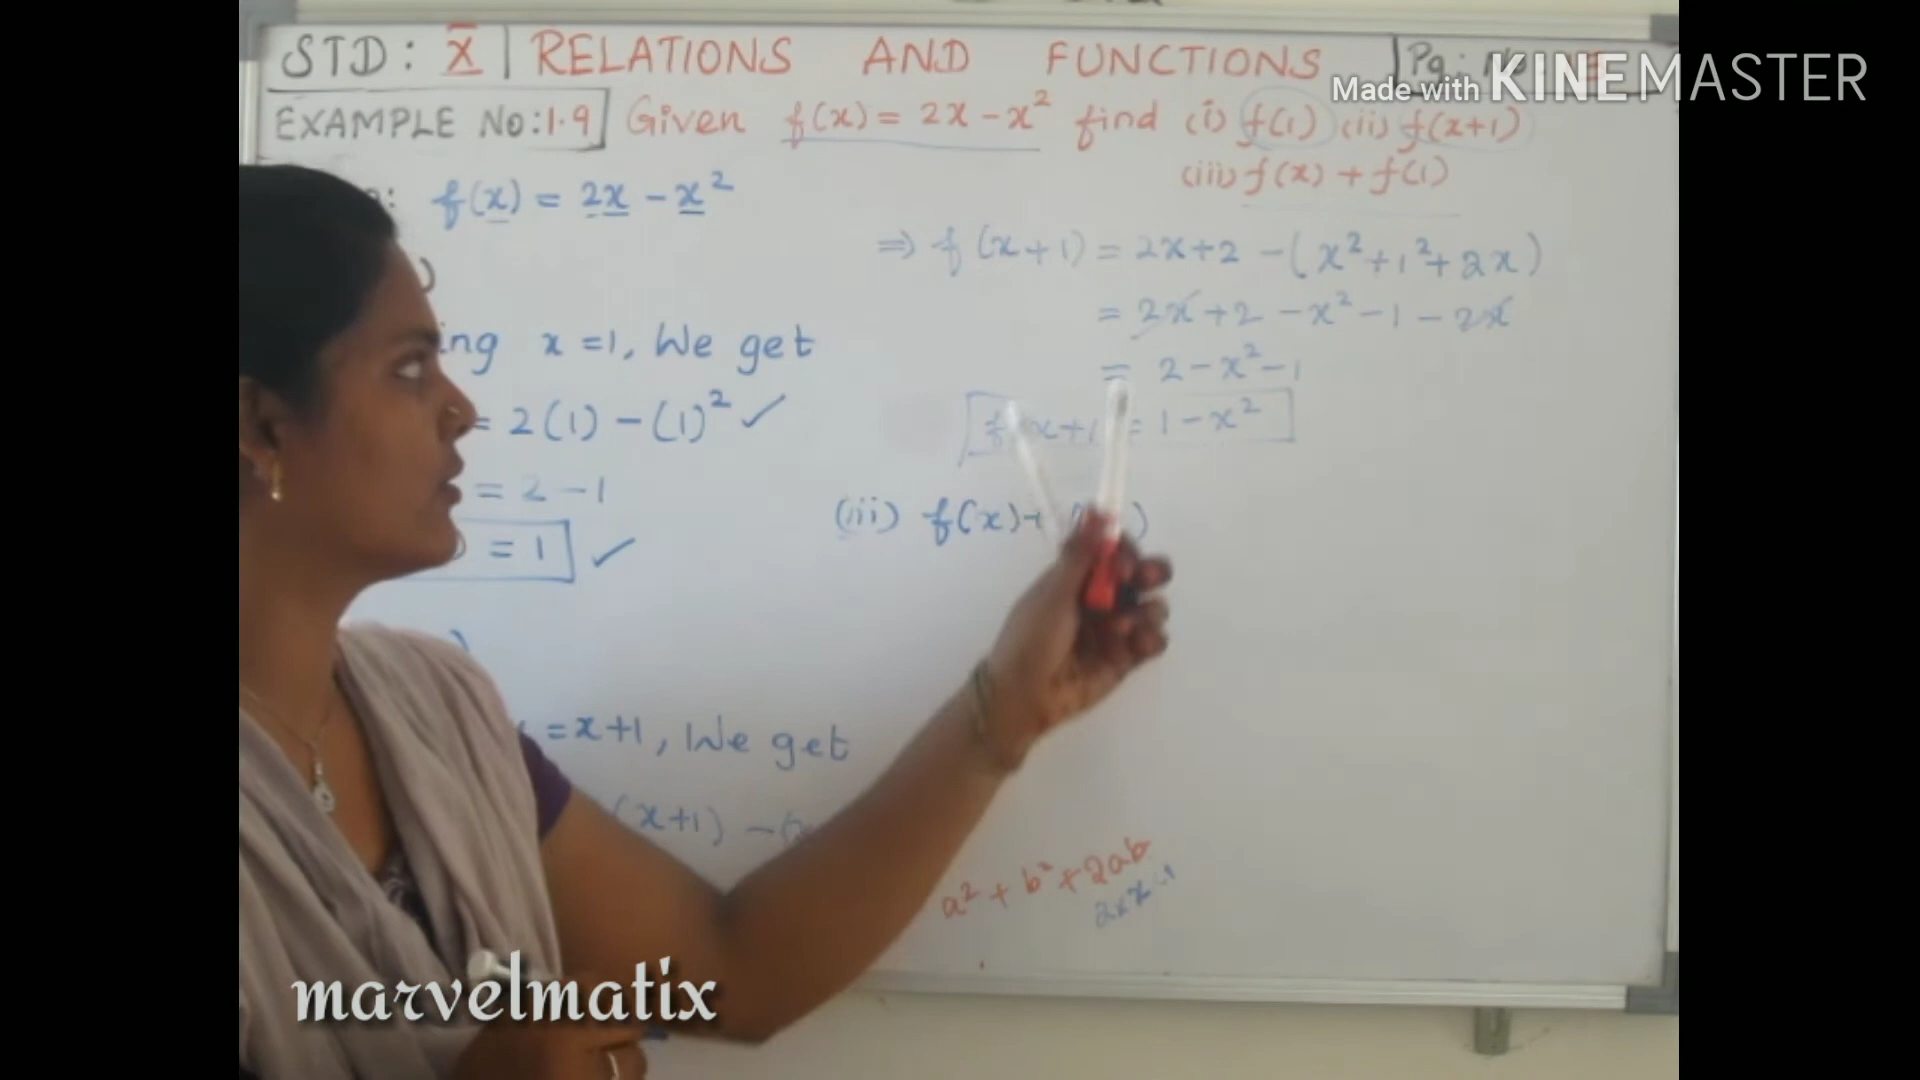 STD: X | RELATIONS AND FUNCTIONS
Made with KINEMASTER
EXAMPLE No:1.9 Given f(x) = 2x - x² find (i) f(1) (ii) f(x+1)
(iii) f(x) + f(1)
f(x) = 2x - x²
ing x = 1, We get
= 2(1) - (1)² ✓
= 2 - 1
= 1 ✓
= x+1, We get
(x+1) - (
⇒ f(x+1) = 2x+2 - (x² + 1² + 2x)
= 2x + 2 - x² - 1 - 2x
= 2 - x² - 1
f(x+1) = 1 - x²
(iii) f(x) +
a² + b² + 2ab
marvelmatix